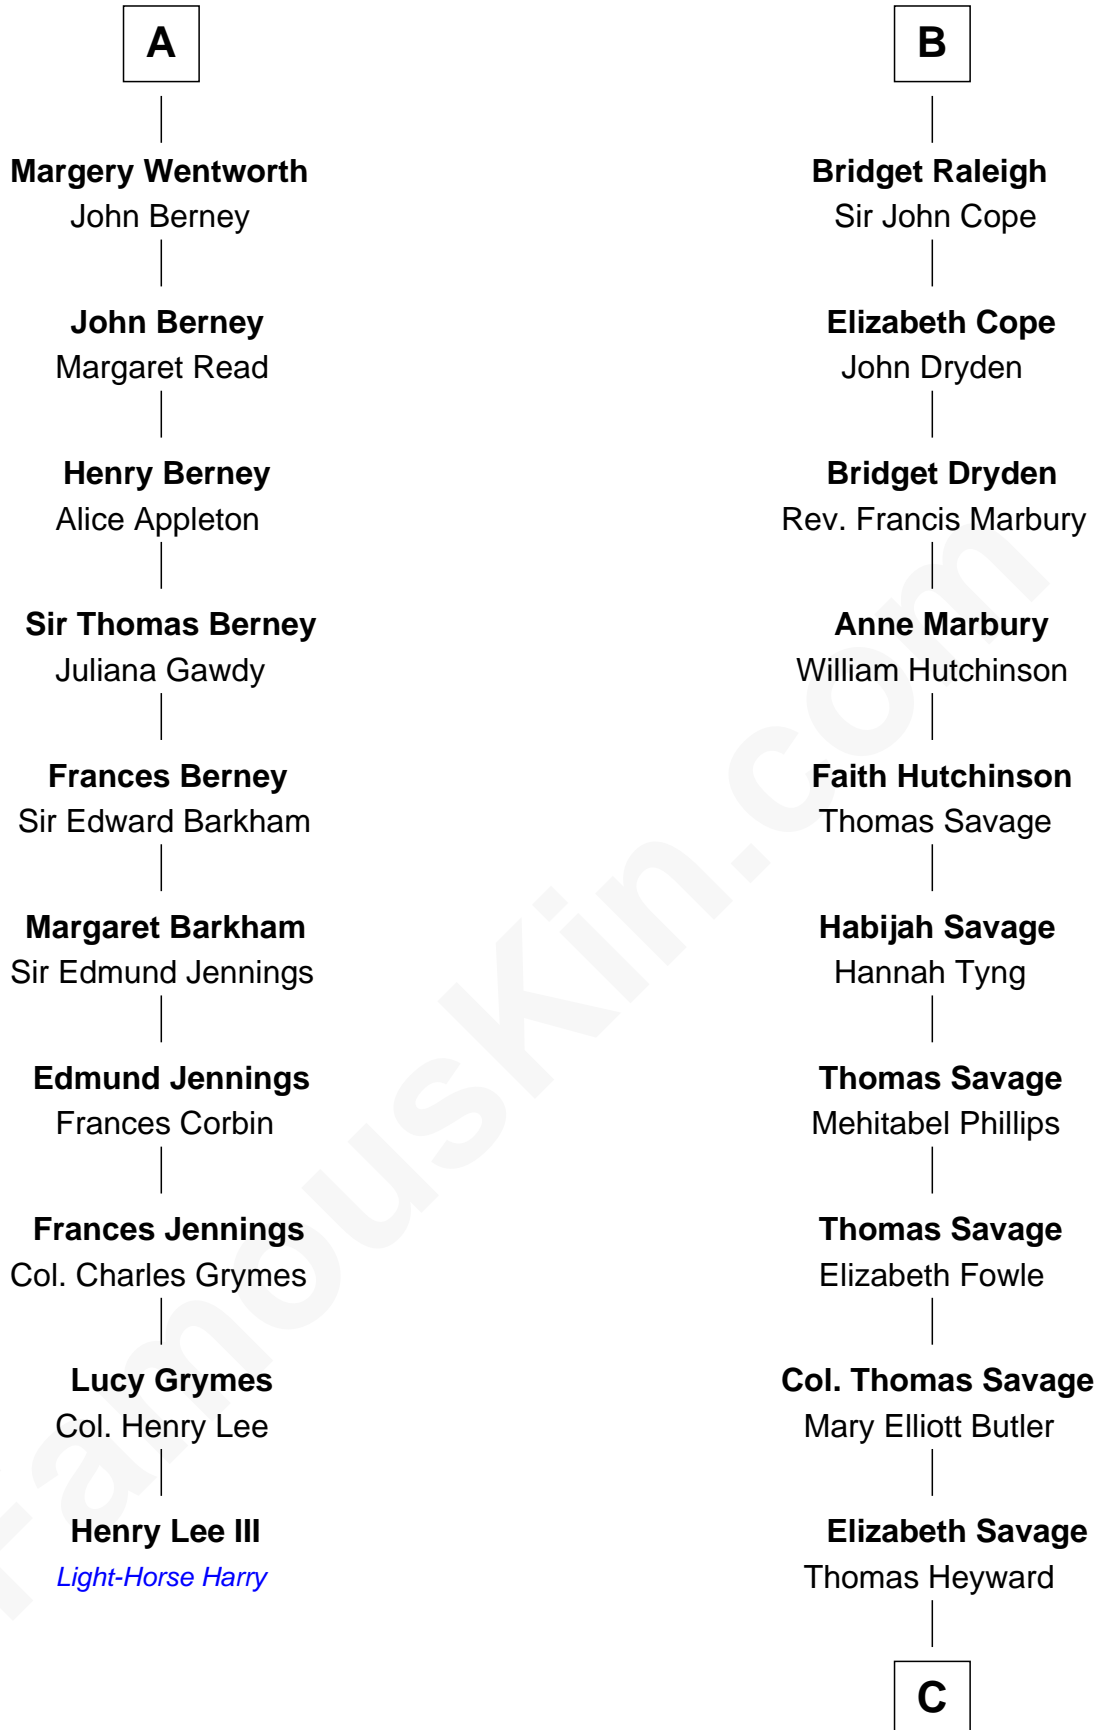 A
Margery Wentworth
John Berney
John Berney
Margaret Read
Henry Berney
Alice Appleton
Sir Thomas Berney
Juliana Gawdy
Frances Berney
Sir Edward Barkham
Margaret Barkham
Sir Edmund Jennings
Edmund Jennings
Frances Corbin
Frances Jennings
Col. Charles Grymes
Lucy Grymes
Col. Henry Lee
Henry Lee III
Light-Horse Harry
B
Bridget Raleigh
Sir John Cope
Elizabeth Cope
John Dryden
Bridget Dryden
Rev. Francis Marbury
Anne Marbury
William Hutchinson
Faith Hutchinson
Thomas Savage
Habijah Savage
Hannah Tyng
Thomas Savage
Mehitabel Phillips
Thomas Savage
Elizabeth Fowle
Col. Thomas Savage
Mary Elliott Butler
Elizabeth Savage
Thomas Heyward
C
FamousKin.com